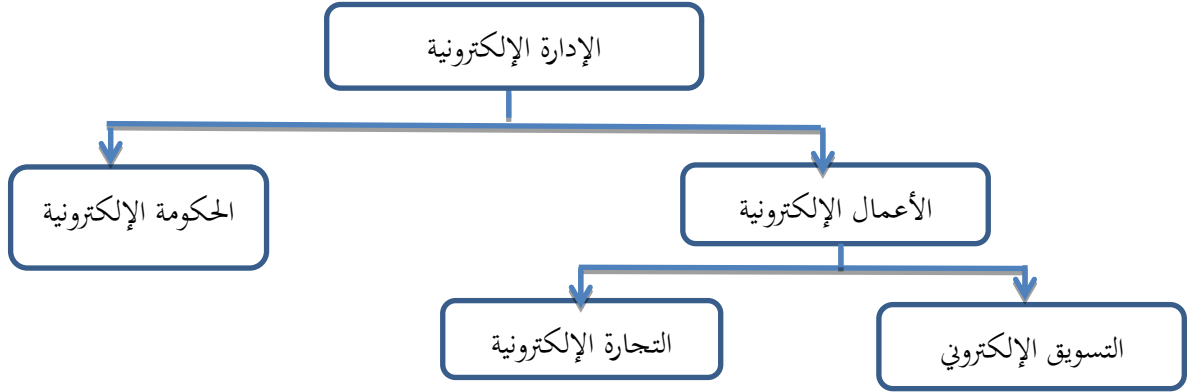 الإدارة الإلكترونية
الأعمال الإلكترونية
الحكومة الإلكترونية
التسويق الإلكتروني
التجارة الإلكترونية